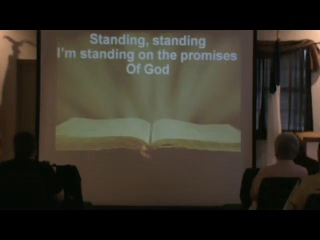 Standing, standing
I'm standing on the promises
Of God